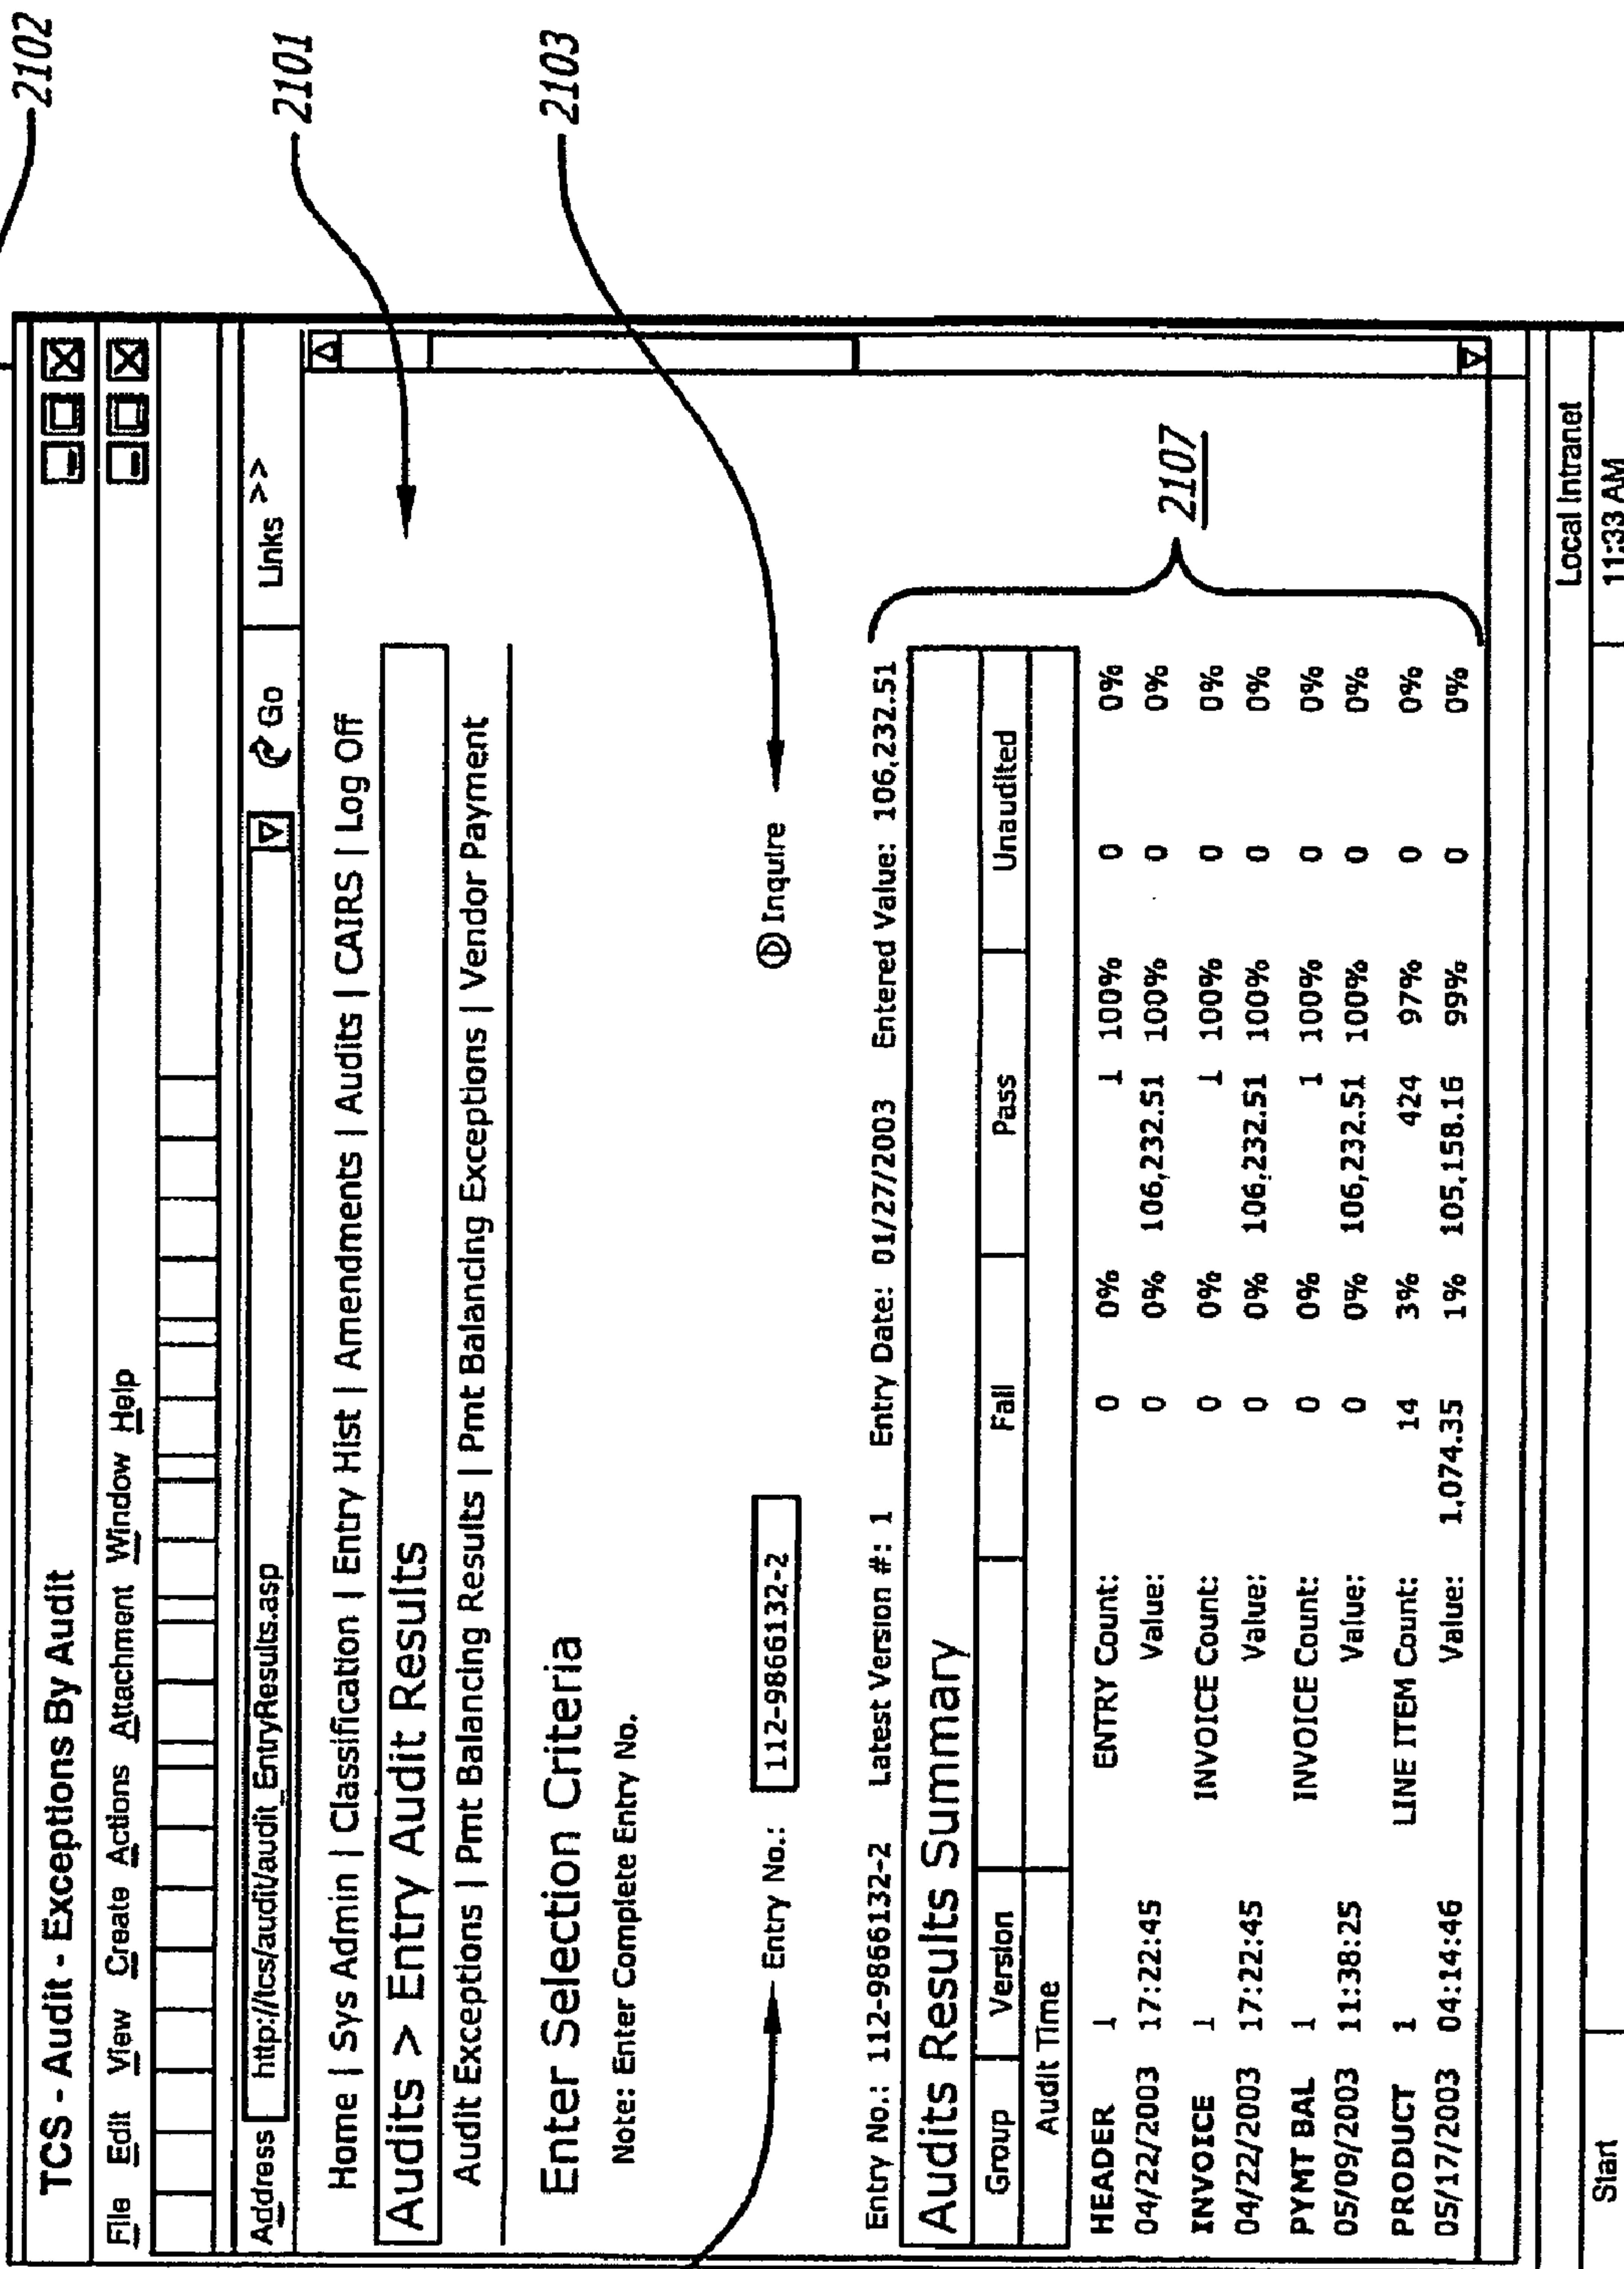 2102
TCS - Audit - Exceptions By Audit
File Edit View Create Actions Attachment Window Help
Address http://tcs/audit/audit_EntryResults.asp Go Links >>
2101
Home | Sys Admin | Classification | Entry Hist | Amendments | Audits | CAIRS | Log Off
Audits > Entry Audit Results
Audit Exceptions | Pmt Balancing Results | Pmt Balancing Exceptions | Vendor Payment
2103
Enter Selection Criteria
Note: Enter Complete Entry No.
Entry No.: 112-9866132-2 Inquire
Entry No.: 112-9866132-2 Latest Version #: 1 Entry Date: 01/27/2003 Entered Value: 106,232.51
Audits Results Summary
Group Version Fail Pass Unaudited
Audit Time
2107
HEADER 1 ENTRY Count: 0 0% 1 100% 0 0%
04/22/2003 17:22:45 Value: 0 0% 106,232.51 100% 0 0%
INVOICE 1 INVOICE Count: 0 0% 1 100% 0 0%
04/22/2003 17:22:45 Value: 0 0% 106,232.51 100% 0 0%
PYMT BAL 1 INVOICE Count: 0 0% 1 100% 0 0%
05/09/2003 11:38:25 Value: 0 0% 106,232.51 100% 0 0%
PRODUCT 1 LINE ITEM Count: 14 3% 424 97% 0 0%
05/17/2003 04:14:46 Value: 1,074.35 1% 105,158.16 99% 0 0%
Local Intranet
Start 11:33 AM